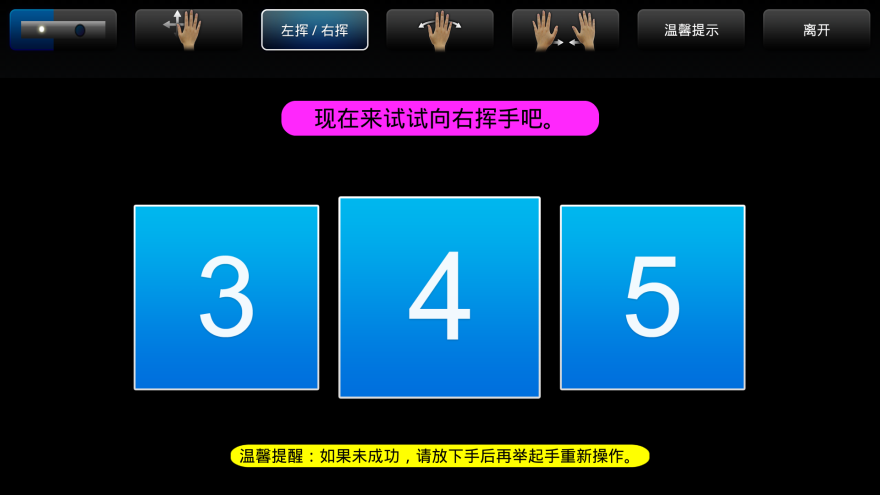 左挥 / 右挥
温馨提示
离开
现在来试试向右挥手吧。
3
4
5
温馨提醒：如果未成功，请放下手后再举起手重新操作。